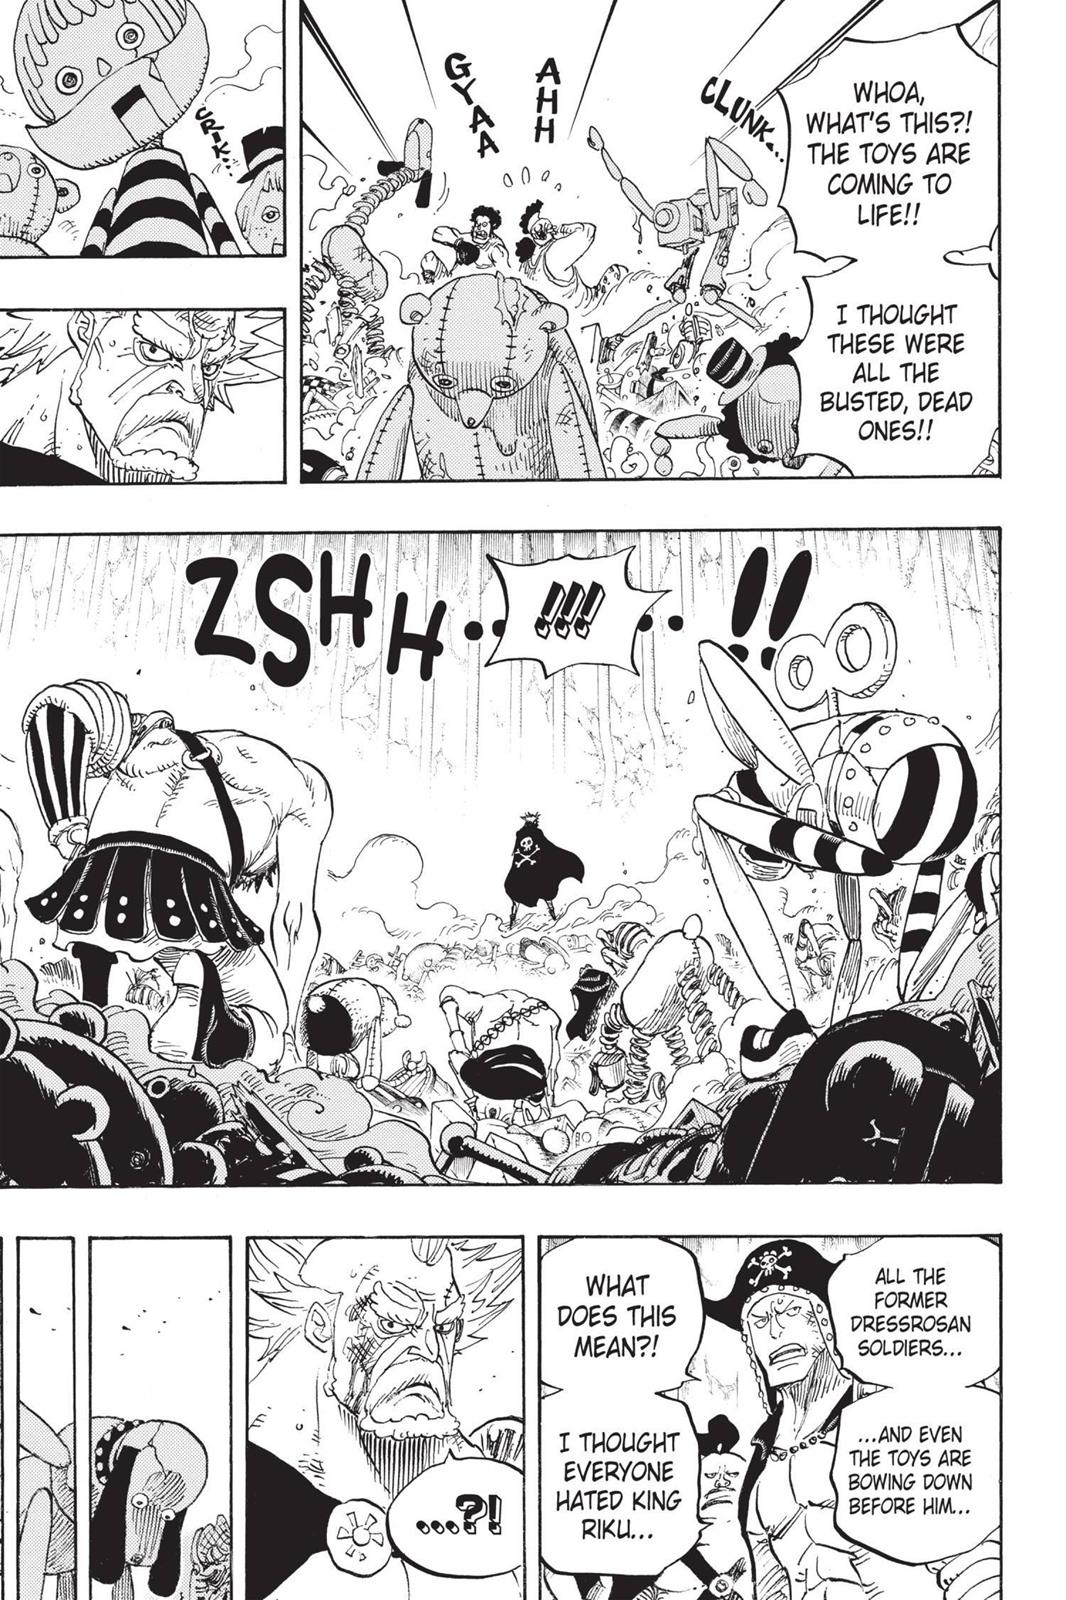 WHOA,
WHAT'S THIS?!
THE TOYS ARE
COMING TO
LIFE!!
I THOUGHT
THESE WERE
ALL THE
BUSTED, DEAD
ONES!!
CLUNK...
AHH
GYAA
CRIK...
ZSHH...
!!!!
..!!
ALL THE
FORMER
DRESSROSAN
SOLDIERS...
...AND EVEN
THE TOYS ARE
BOWING DOWN
BEFORE HIM...
WHAT
DOES THIS
MEAN?!
I THOUGHT
EVERYONE
HATED KING
RIKU...
...?!